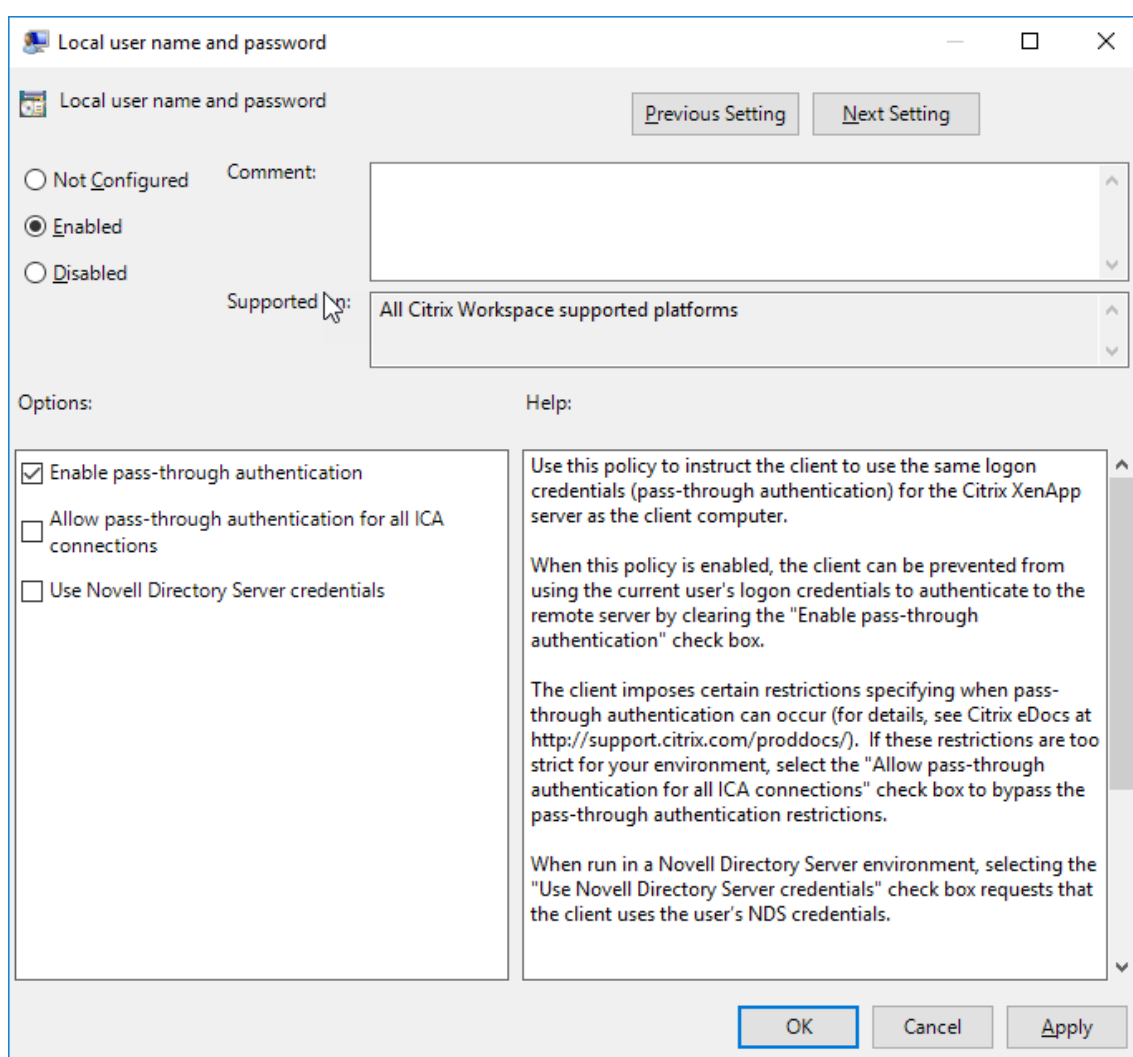 Local user name and password
Local user name and password
Previous Setting
Next Setting
Not Configured
Comment:
Enabled
Disabled
Supported
All Citrix Workspace supported platforms
Options:
Help:
Enable pass-through authentication
Allow pass-through authentication for all ICA
connections
Use Novell Directory Server credentials
Use this policy to instruct the client to use the same logon
credentials (pass-through authentication) for the Citrix XenApp
server as the client computer.
When this policy is enabled, the client can be prevented from
using the current user's logon credentials to authenticate to the
remote server by clearing the "Enable pass-through
authentication" check box.
The client imposes certain restrictions specifying when pass-
through authentication can occur (for details, see Citrix eDocs at
http://support.citrix.com/proddocs/).  If these restrictions are too
strict for your environment, select the "Allow pass-through
authentication for all ICA connections" check box to bypass the
pass-through authentication restrictions.
When run in a Novell Directory Server environment, selecting the
"Use Novell Directory Server credentials" check box requests that
the client uses the user's NDS credentials.
OK
Cancel
Apply